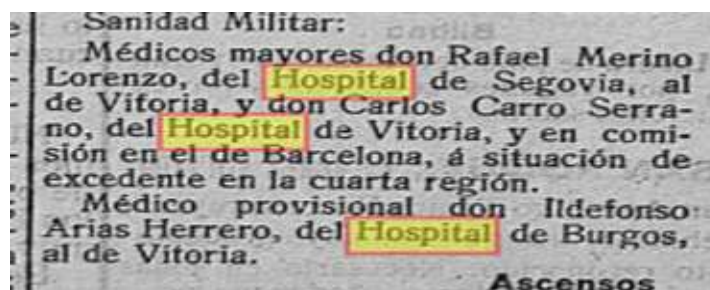 Sanidad Militar:
Médicos mayores don Rafael Merino
Lorenzo, del Hospital de Segovia, al
de Vitoria, y don Carlos Carro Serra-
no, del Hospital de Vitoria, y en comi-
sión en el de Barcelona, á situación de
excedente en la cuarta región.
Médico provisional don Ildefonso
Arias Herrero, del Hospital de Burgos,
al de Vitoria.
Ascensos